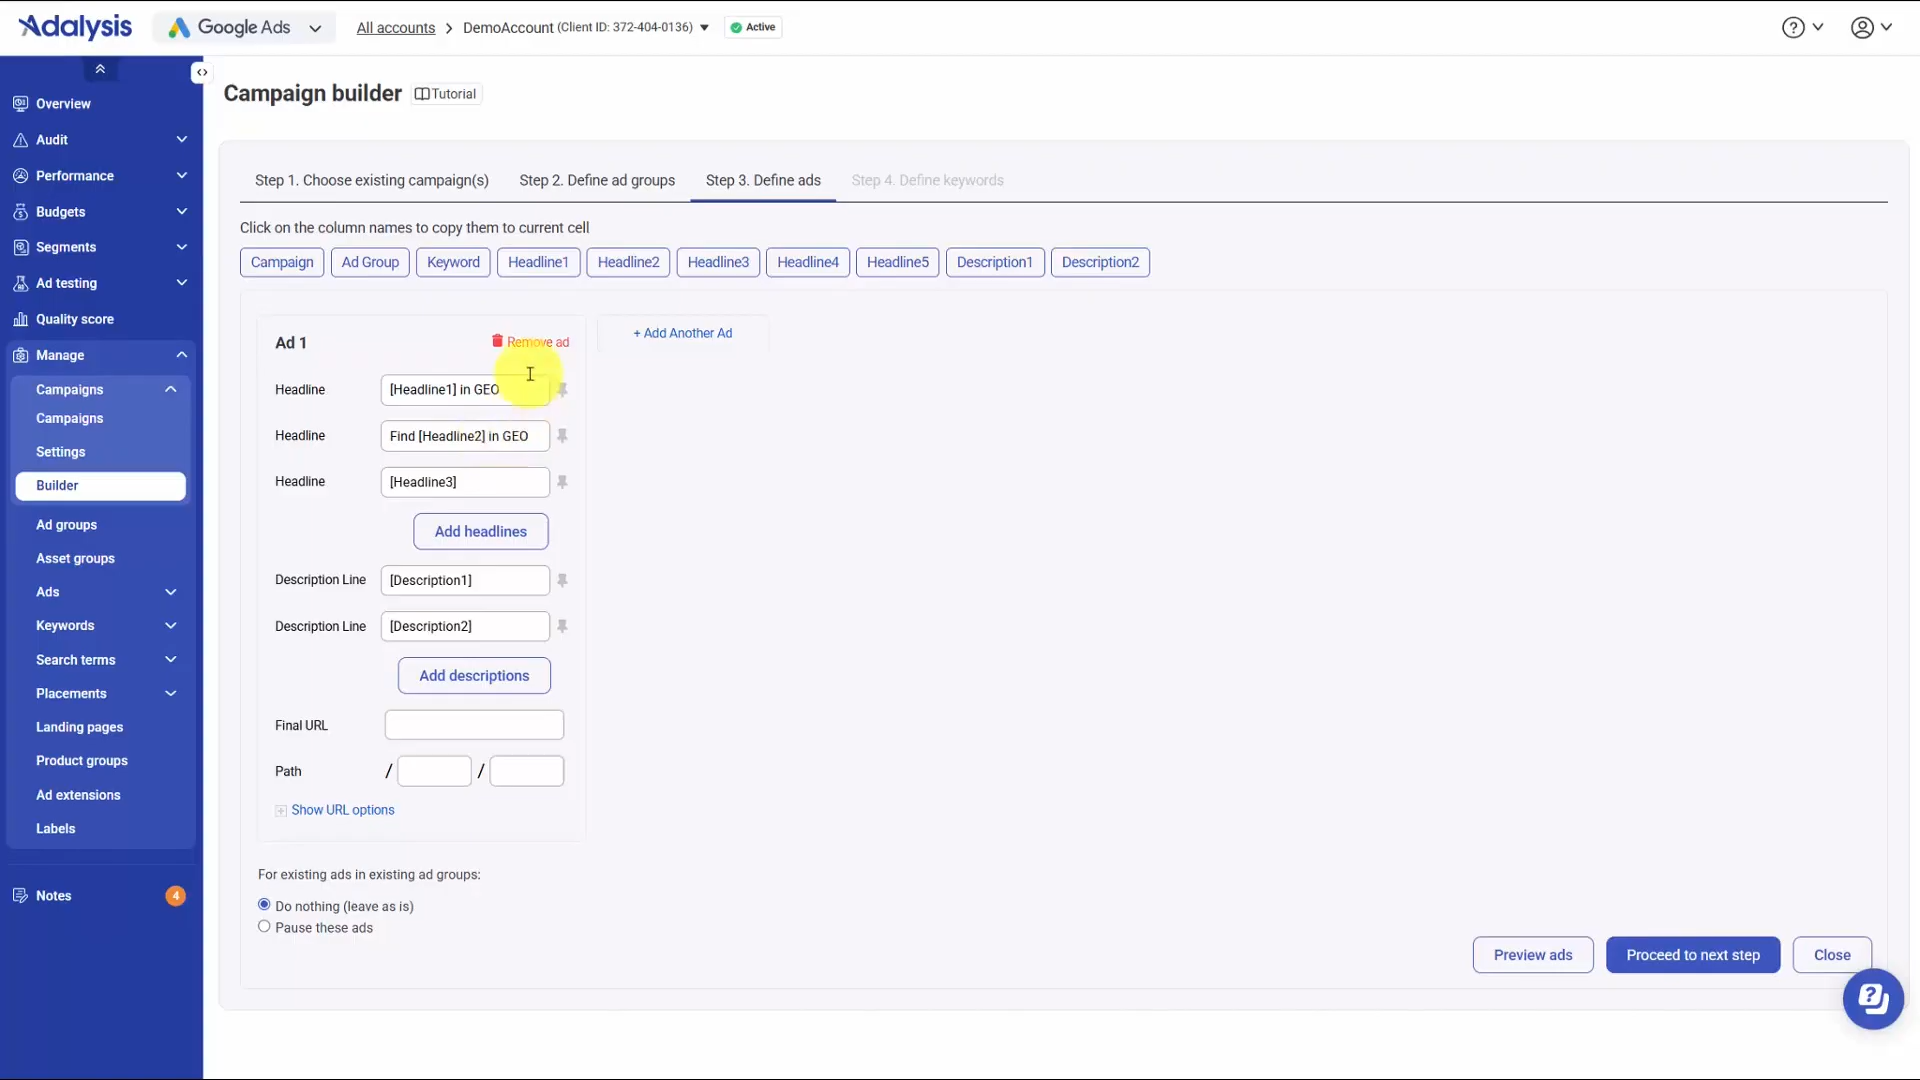 Adalysis
Google Ads
All accounts > DemoAccount (Client ID: 372-404-0136)
Active
Overview
Audit
Performance
Budgets
Segments
Ad testing
Quality score
Manage
Campaigns
Campaigns
Settings
Builder
Ad groups
Asset groups
Ads
Keywords
Search terms
Placements
Landing pages
Product groups
Ad extensions
Labels
Notes 4
Campaign builder
Tutorial
Step 1. Choose existing campaign(s) Step 2. Define ad groups Step 3. Define ads Step 4. Define keywords
Click on the column names to copy them to current cell
Campaign Ad Group Keyword Headline1 Headline2 Headline3 Headline4 Headline5 Description1 Description2
Ad 1 Remove ad
+ Add Another Ad
Headline [Headline1] in GEO
Headline Find [Headline2] in GEO
Headline [Headline3]
Add headlines
Description Line [Description1]
Description Line [Description2]
Add descriptions
Final URL
Path / /
Show URL options
For existing ads in existing ad groups:
Do nothing (leave as is)
Pause these ads
Preview ads Proceed to next step Close